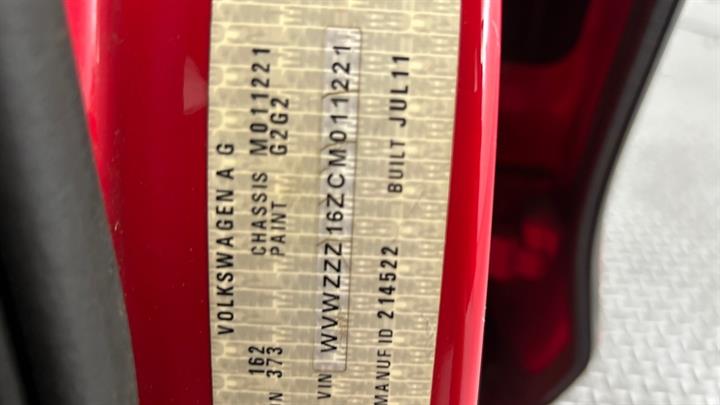 VOLKSWAGEN A G
162 CHASSIS M011221
N 373 PAINT G2G2
VIN WVWZZZ16ZCM011221
MANUF ID 214522 BUILT JUL11